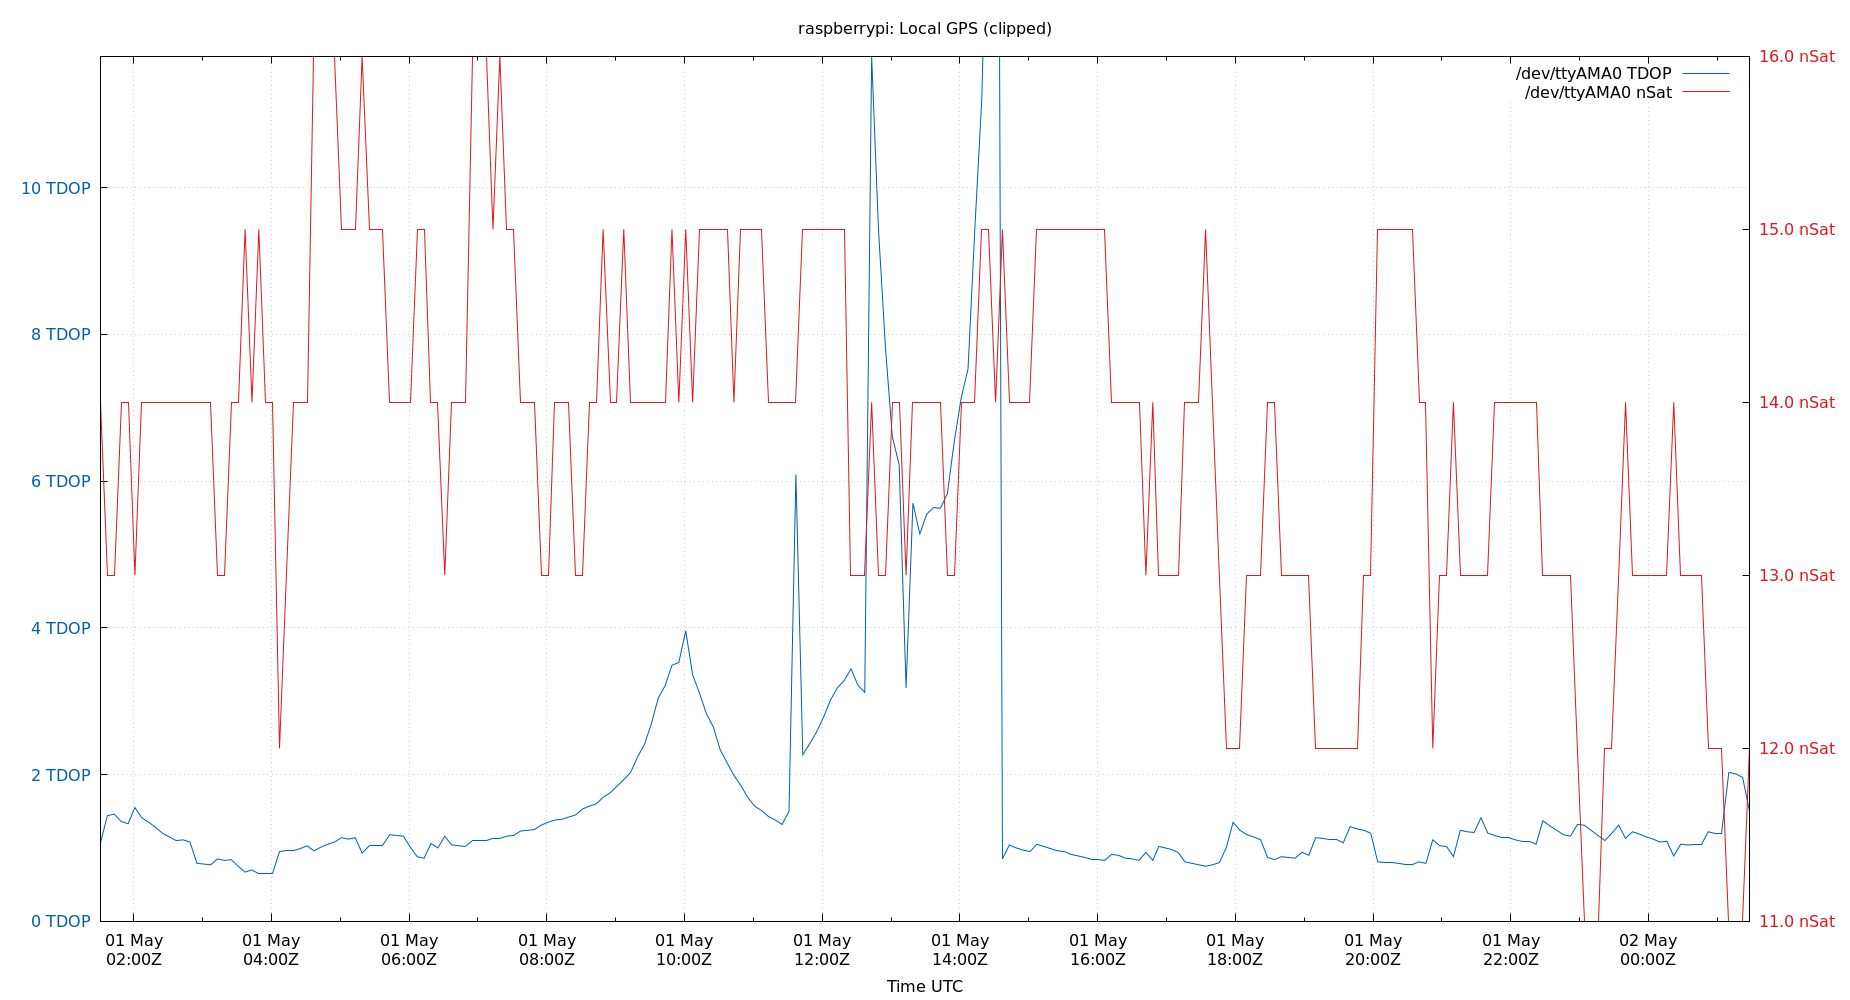 raspberrypi: Local GPS (clipped)
/dev/ttyAMA0 TDOP
/dev/ttyAMA0 nSat
10 TDOP
8 TDOP
6 TDOP
4 TDOP
2 TDOP
0 TDOP
16.0 nSat
15.0 nSat
14.0 nSat
13.0 nSat
12.0 nSat
11.0 nSat
01 May 01 May 01 May 01 May 01 May 01 May 01 May 01 May 01 May 01 May 01 May 02 May
02:00Z 04:00Z 06:00Z 08:00Z 10:00Z 12:00Z 14:00Z 16:00Z 18:00Z 20:00Z 22:00Z 00:00Z
Time UTC